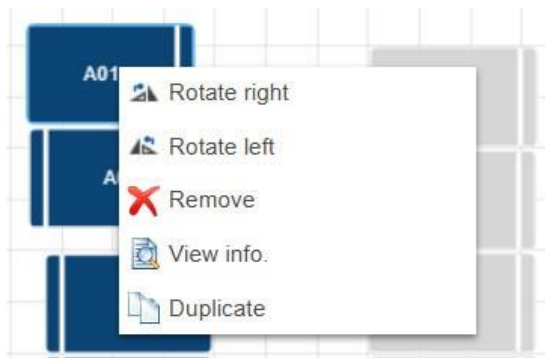 A01
Rotate right
Rotate left
Remove
View info.
Duplicate